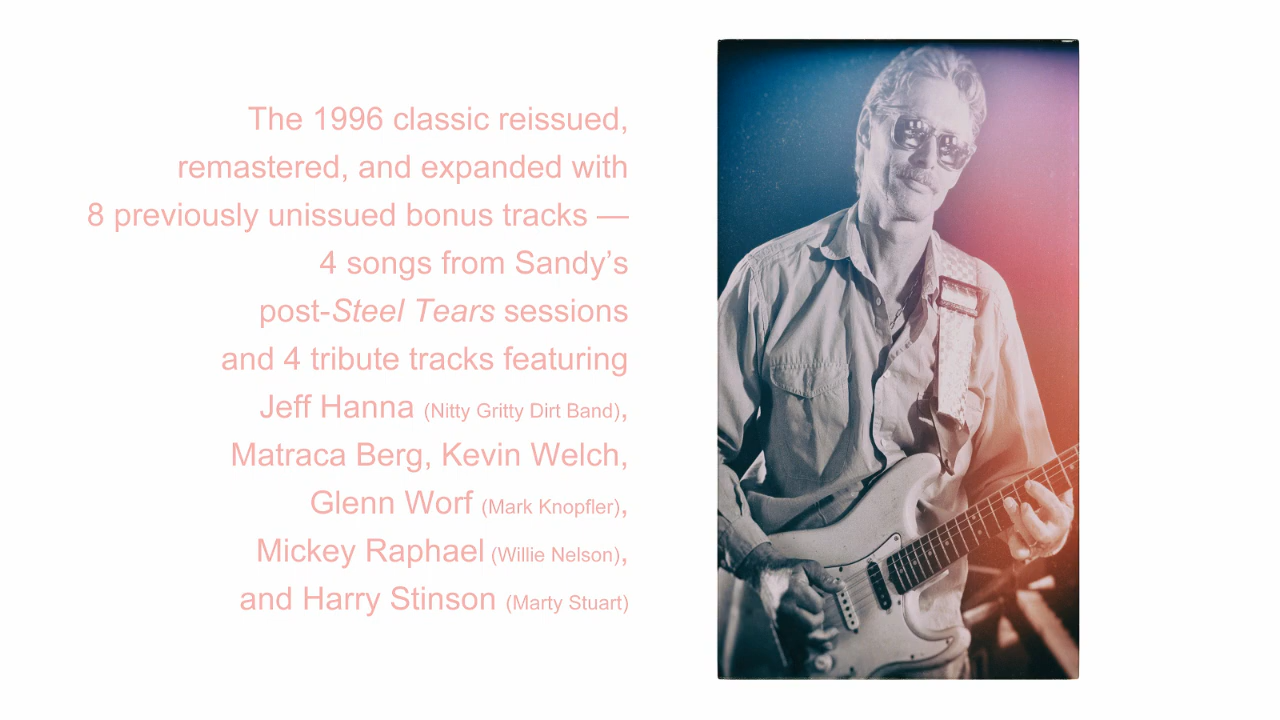 The 1996 classic reissued,
remastered, and expanded with
8 previously unissued bonus tracks —
4 songs from Sandy’s
post-Steel Tears sessions
and 4 tribute tracks featuring
Jeff Hanna (Nitty Gritty Dirt Band),
Matraca Berg, Kevin Welch,
Glenn Worf (Mark Knopfler),
Mickey Raphael (Willie Nelson),
and Harry Stinson (Marty Stuart)